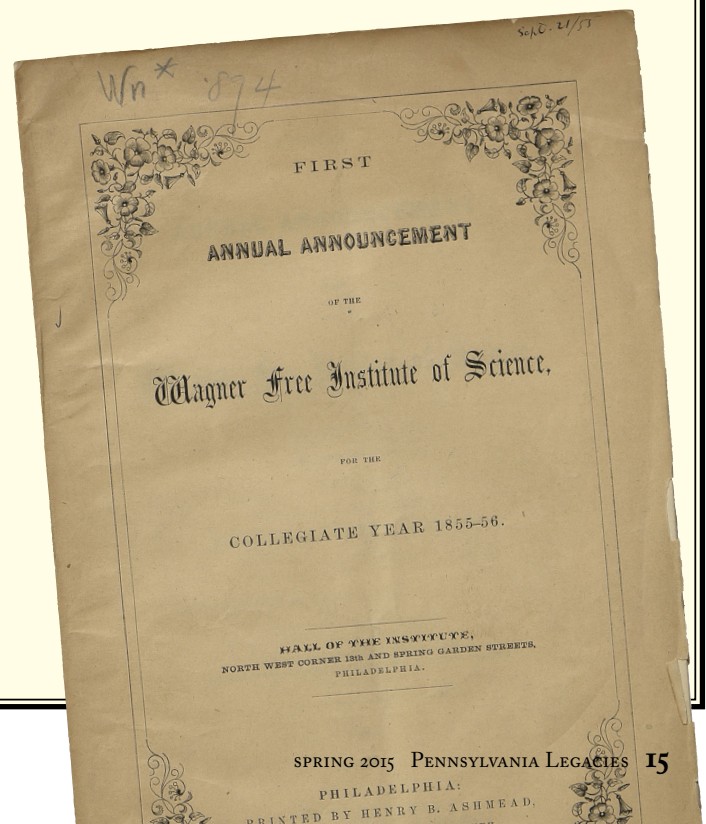 Sept. 21/55
Wn* '894
FIRST
ANNUAL ANNOUNCEMENT
OF THE
Wagner Free Institute of Science,
FOR THE
COLLEGIATE YEAR 1855–56.
HALL OF THE INSTITUTE,
NORTH WEST CORNER 13th AND SPRING GARDEN STREETS,
PHILADELPHIA.
SPRING 2015 PENNSYLVANIA LEGACIES 15
PHILADELPHIA:
PRINTED BY HENRY B. ASHMEAD,